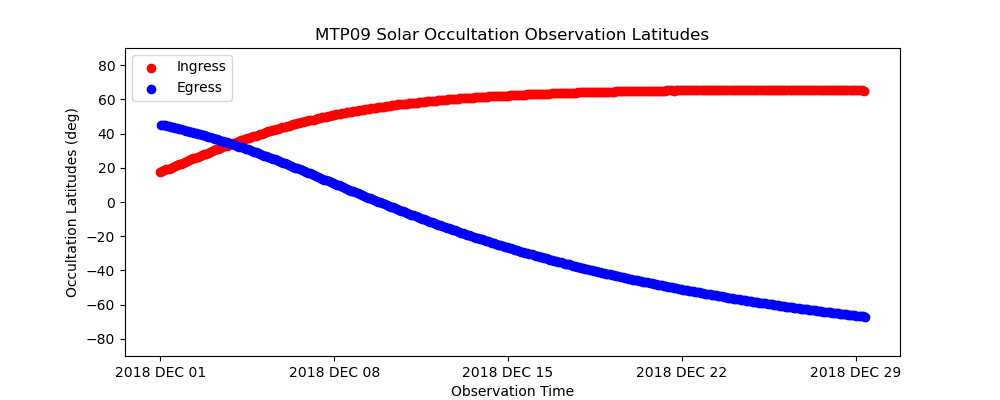 MTP09 Solar Occultation Observation Latitudes
Ingress
Egress
Occultation Latitudes (deg)
80
60
40
20
0
−20
−40
−60
−80
2018 DEC 01 2018 DEC 08 2018 DEC 15 2018 DEC 22 2018 DEC 29
Observation Time